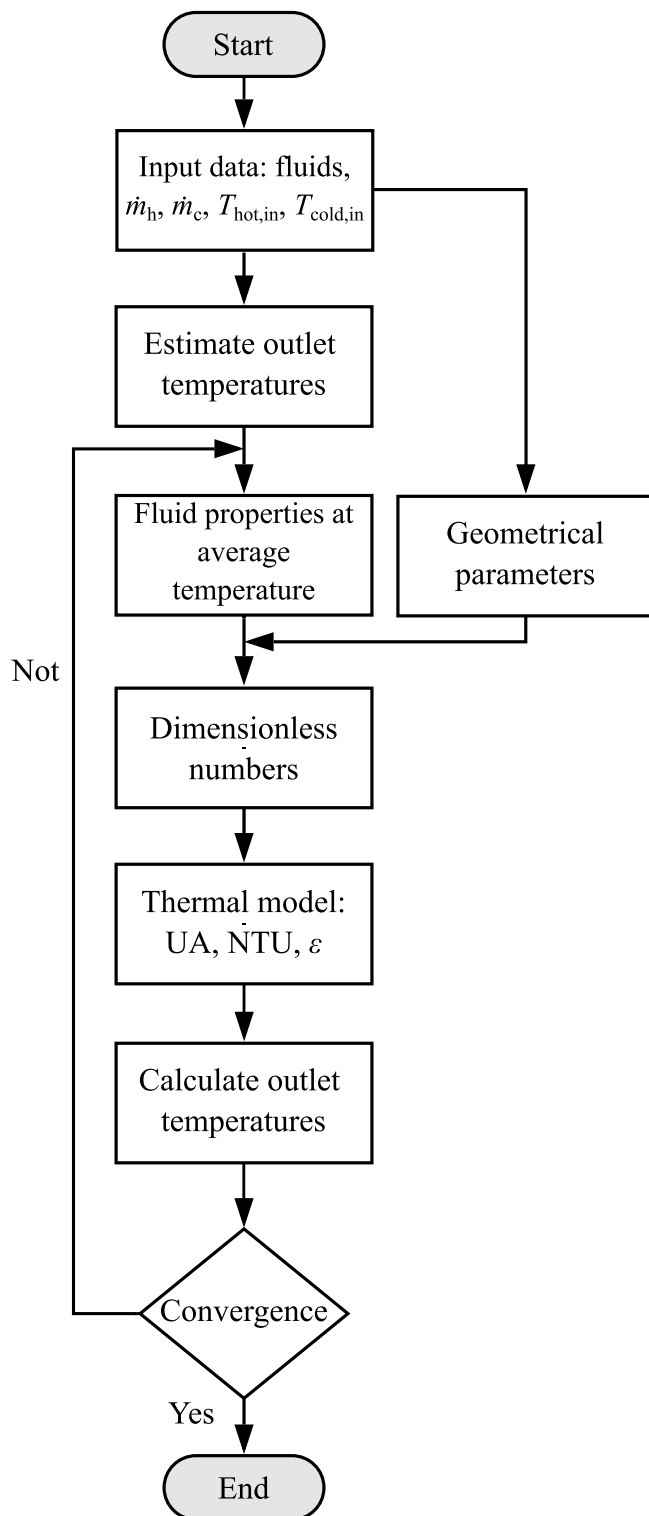 Start
Input data: fluids,
ṁh, ṁc, Thot,in, Tcold,in
Estimate outlet
temperatures
Fluid properties at
average
temperature
Geometrical
parameters
Not
Dimensionless
numbers
Thermal model:
UA, NTU, ε
Calculate outlet
temperatures
Convergence
Yes
End